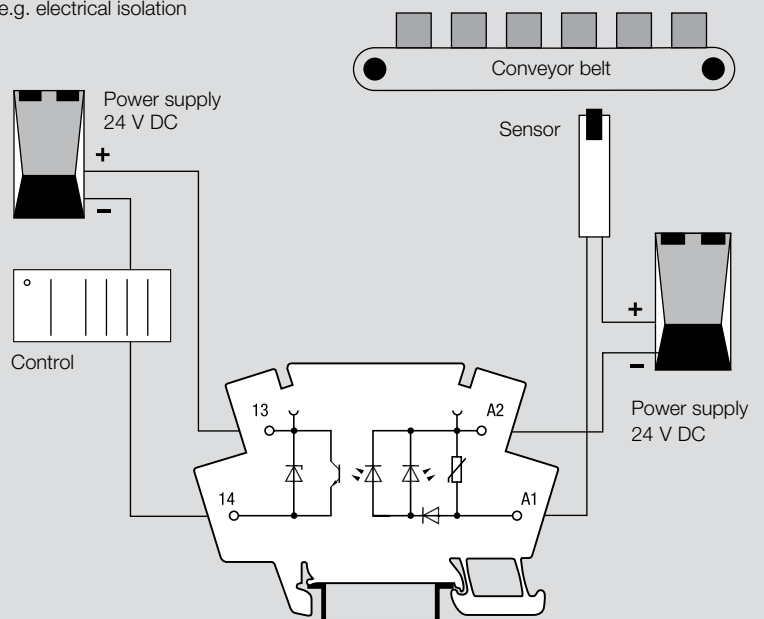 e.g. electrical isolation
Conveyor belt
Power supply
24 V DC
Sensor
+
−
+
−
Control
Power supply
24 V DC
13
A2
14
A1